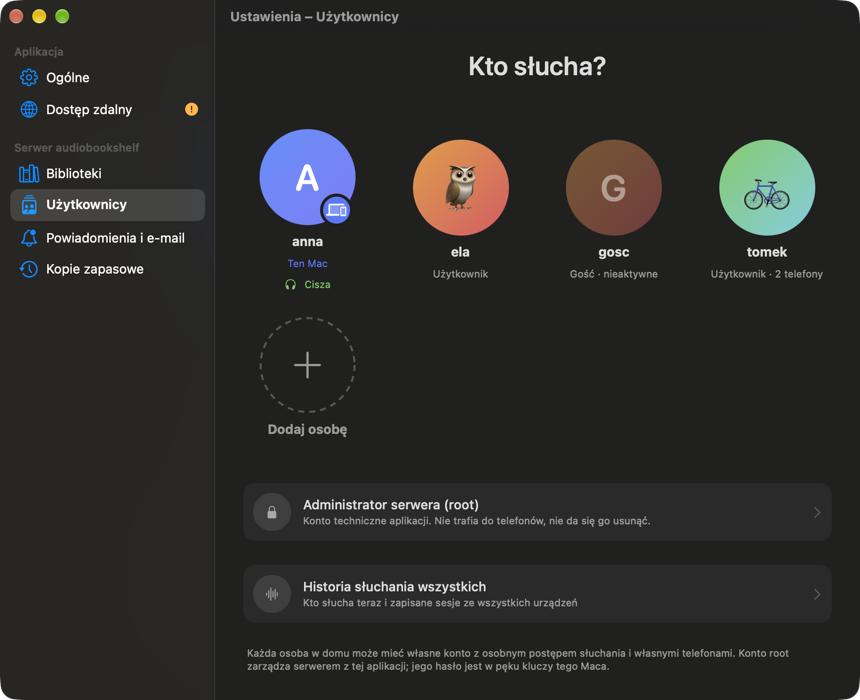 Ustawienia – Użytkownicy
Aplikacja
Ogólne
Dostęp zdalny
!
Serwer audiobookshelf
Biblioteki
Użytkownicy
Powiadomienia i e-mail
Kopie zapasowe
Kto słucha?
A
anna
Ten Mac
Cisza
ela
Użytkownik
G
gosc
Gość · nieaktywne
tomek
Użytkownik · 2 telefony
Dodaj osobę
Administrator serwera (root)
Konto techniczne aplikacji. Nie trafia do telefonów, nie da się go usunąć.
Historia słuchania wszystkich
Kto słucha teraz i zapisane sesje ze wszystkich urządzeń
Każda osoba w domu może mieć własne konto z osobnym postępem słuchania i własnymi telefonami. Konto root
zarządza serwerem z tej aplikacji; jego hasło jest w pęku kluczy tego Maca.